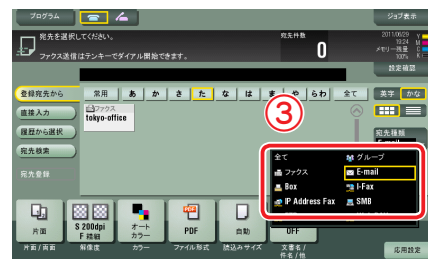 プログラム
ジョブ表示
宛先を選択してください。
ファクス送信はテンキーでダイアル開始できます。
宛先件数
0
2011/06/29
19:24
メモリー残量
100%
Y
M
C
K
設定確認
登録宛先から
常用 あ か さ た な は ま や らわ 全て 英字 かな
直接入力
履歴から選択
宛先検索
宛先登録
ファクス
tokyo-office
③
宛先種類
E-mail
全て
グループ
ファクス
E-mail
Box
I-Fax
IP Address Fax
SMB
片面
S 200dpi
F 精細
オート
カラー
PDF
自動
OFF
片面/両面
解像度
カラー
ファイル形式
読込みサイズ
文書名/
件名/他
応用設定